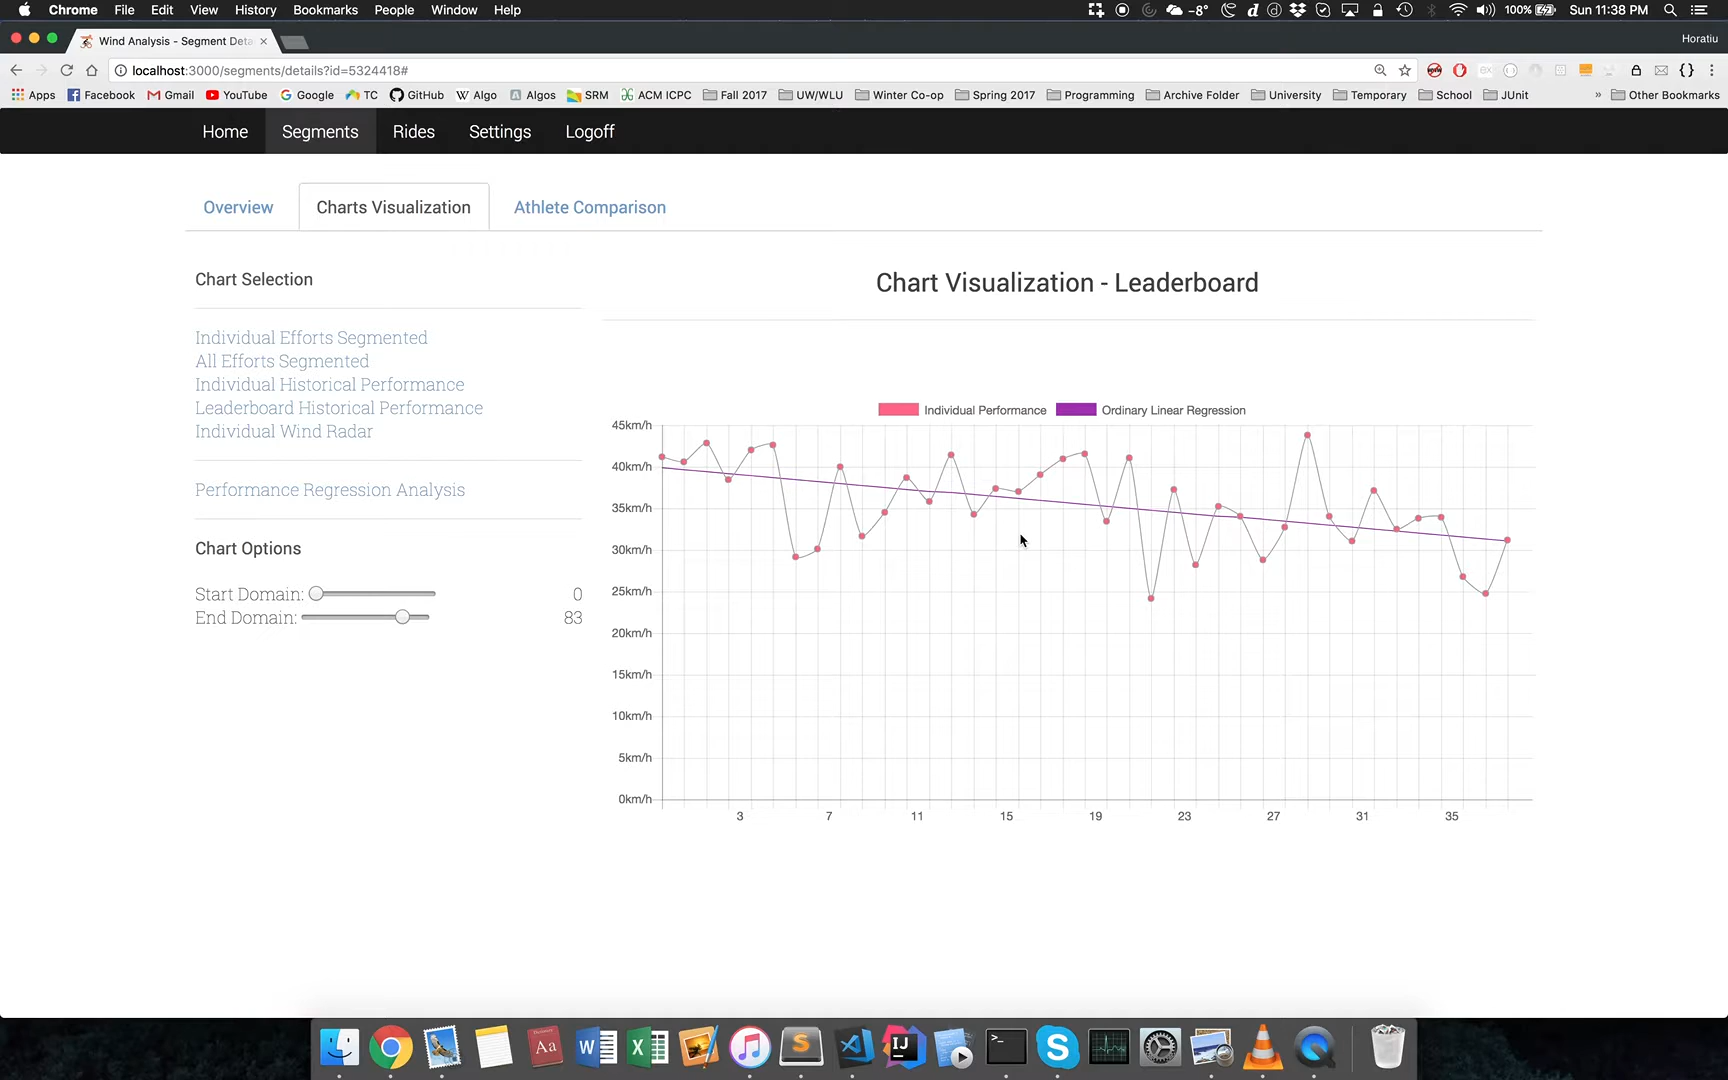 Chrome File Edit View History Bookmarks People Window Help -8° 100% Sun 11:38 PM
Wind Analysis - Segment Deta Horatiu
localhost:3000/segments/details?id=5324418#
Apps Facebook Gmail YouTube Google TC GitHub Algo Algos SRM ACM ICPC Fall 2017 UW/WLU Winter Co-op Spring 2017 Programming Archive Folder University Temporary School JUnit » Other Bookmarks
Home Segments Rides Settings Logoff
Overview Charts Visualization Athlete Comparison
Chart Selection
Chart Visualization - Leaderboard
Individual Efforts Segmented
All Efforts Segmented
Individual Historical Performance
Leaderboard Historical Performance
Individual Wind Radar
Performance Regression Analysis
Chart Options
Start Domain: 0
End Domain: 83
Individual Performance Ordinary Linear Regression
45km/h
40km/h
35km/h
30km/h
25km/h
20km/h
15km/h
10km/h
5km/h
0km/h
3 7 11 15 19 23 27 31 35